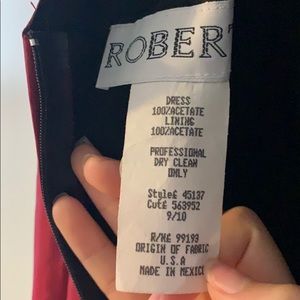 ROBERT
DRESS
100%ACETATE
LINING
100%ACETATE
PROFESSIONAL
DRY CLEAN
ONLY
Style£ 45137
Cut£ 563952
9/10
R/N£ 99193
ORIGIN OF FABRIC
U.S.A
MADE IN MEXICO